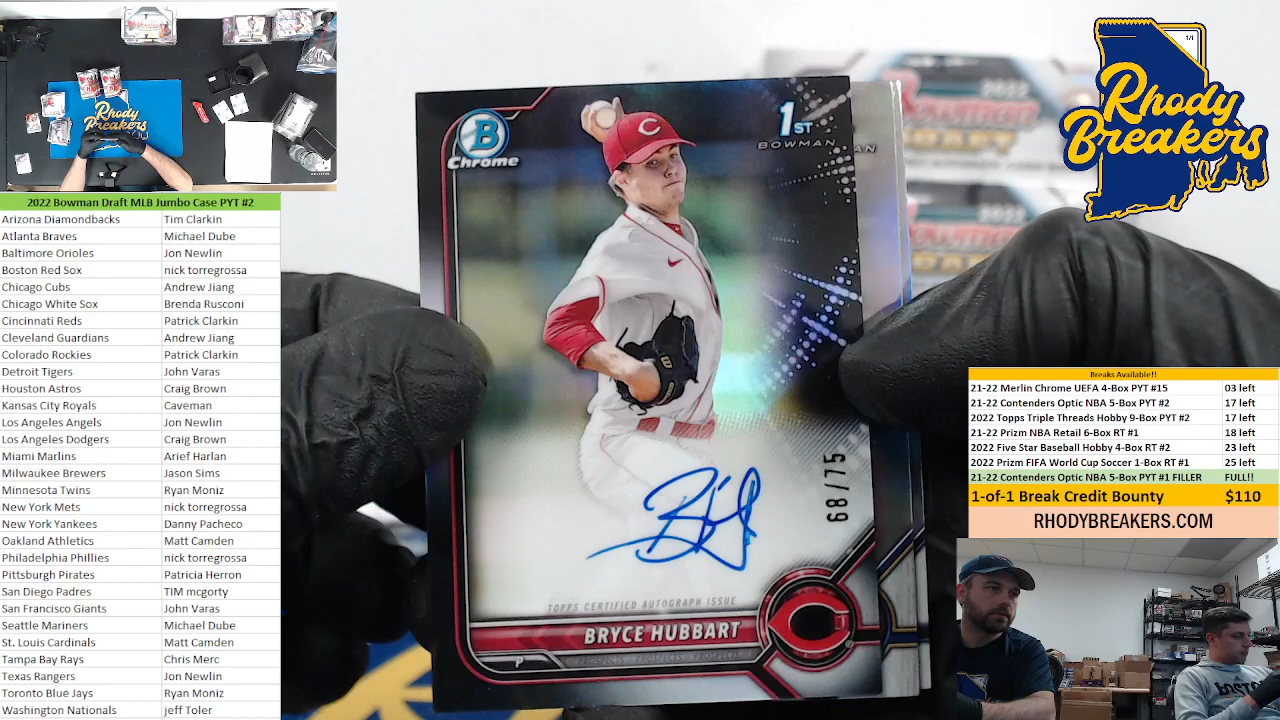 2022 Bowman Draft MLB Jumbo Case PYT #2
Arizona Diamondbacks Tim Clarkin
Atlanta Braves Michael Dube
Baltimore Orioles Jon Newlin
Boston Red Sox nick torregrossa
Chicago Cubs Andrew Jiang
Chicago White Sox Brenda Rusconi
Cincinnati Reds Patrick Clarkin
Cleveland Guardians Andrew Jiang
Colorado Rockies Patrick Clarkin
Detroit Tigers John Varas
Houston Astros Craig Brown
Kansas City Royals Caveman
Los Angeles Angels Jon Newlin
Los Angeles Dodgers Craig Brown
Miami Marlins Arief Harlan
Milwaukee Brewers Jason Sims
Minnesota Twins Ryan Moniz
New York Mets nick torregrossa
New York Yankees Danny Pacheco
Oakland Athletics Matt Camden
Philadelphia Phillies nick torregrossa
Pittsburgh Pirates Patricia Herron
San Diego Padres TIM mcgorty
San Francisco Giants John Varas
Seattle Mariners Michael Dube
St. Louis Cardinals Matt Camden
Tampa Bay Rays Chris Merc
Texas Rangers Jon Newlin
Toronto Blue Jays Ryan Moniz
Washington Nationals jeff Toler
Rhody
Breakers
B
Chrome
C
1ST
BOWMAN
AN
68/75
TOPPS CERTIFIED AUTOGRAPH ISSUE
BRYCE HUBBART
P
PROSPECTS PROSPECTS PROSPECTS
C
2022
Bowman
2022
1/1
Rhody
Breakers
Breaks Available!!
21-22 Merlin Chrome UEFA 4-Box PYT #15 03 left
21-22 Contenders Optic NBA 5-Box PYT #2 17 left
2022 Topps Triple Threads Hobby 9-Box PYT #2 17 left
21-22 Prizm NBA Retail 6-Box RT #1 18 left
2022 Five Star Baseball Hobby 4-Box RT #2 23 left
2022 Prizm FIFA World Cup Soccer 1-Box RT #1 25 left
21-22 Contenders Optic NBA 5-Box PYT #1 FILLER FULL!!
1-of-1 Break Credit Bounty $110
RHODYBREAKERS.COM
BOSTON